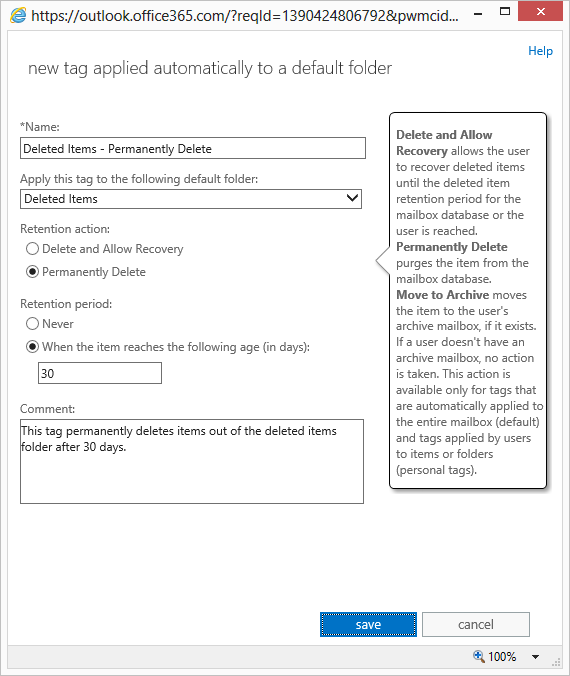 https://outlook.office365.com/?reqId=1390424806792&pwmcid...
Help
new tag applied automatically to a default folder
*Name:
Deleted Items - Permanently Delete
Apply this tag to the following default folder:
Deleted Items
Retention action:
Delete and Allow Recovery
Permanently Delete
Retention period:
Never
When the item reaches the following age (in days):
30
Comment:
This tag permanently deletes items out of the deleted items
folder after 30 days.
Delete and Allow
Recovery allows the user
to recover deleted items
until the deleted item
retention period for the
mailbox database or the
user is reached.
Permanently Delete
purges the item from the
mailbox database.
Move to Archive moves
the item to the user's
archive mailbox, if it exists.
If a user doesn't have an
archive mailbox, no action
is taken. This action is
available only for tags that
are automatically applied to
the entire mailbox (default)
and tags applied by users
to items or folders
(personal tags).
save
cancel
100%